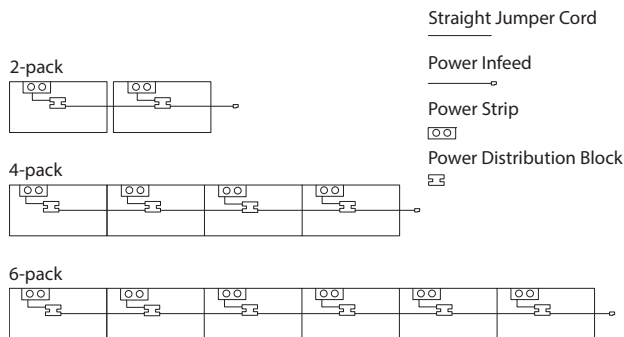 Straight Jumper Cord
2-pack
Power Infeed
Power Strip
Power Distribution Block
4-pack
6-pack